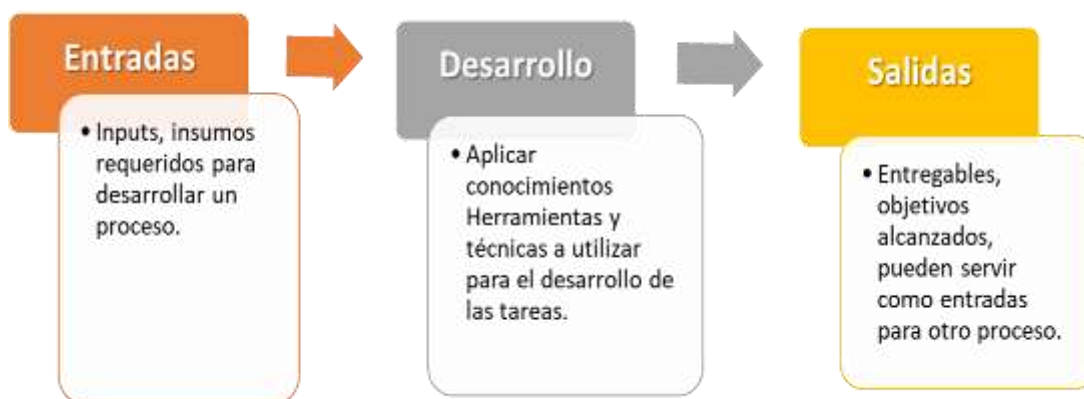 Entradas
• Inputs, insumos
requeridos para
desarrollar un
proceso.
Desarrollo
• Aplicar
conocimientos
Herramientas y
técnicas a utilizar
para el desarrollo de
las tareas.
Salidas
• Entregables,
objetivos
alcanzados,
pueden servir
como entradas
para otro proceso.